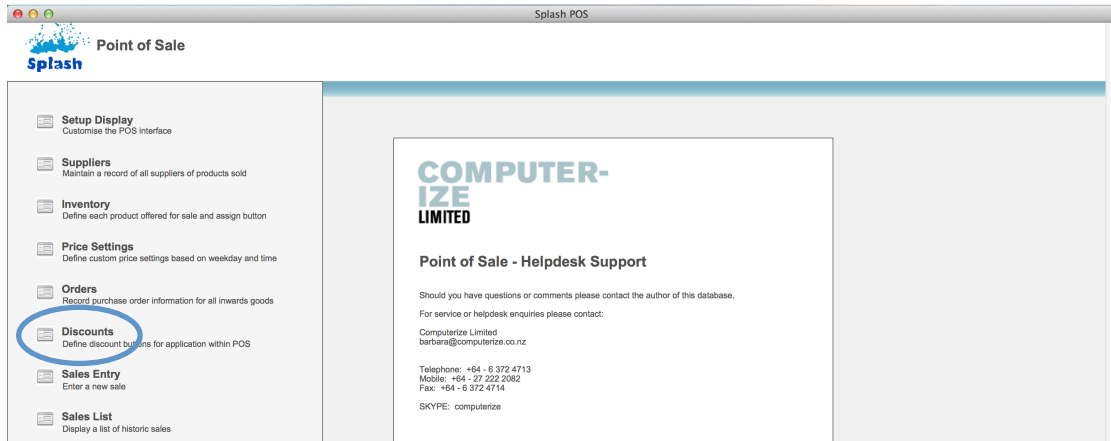 Splash POS
Splash
Point of Sale
Setup Display
Customise the POS interface
Suppliers
Maintain a record of all suppliers of products sold
Inventory
Define each product offered for sale and assign button
Price Settings
Define custom price settings based on weekday and time
Orders
Record purchase order information for all inwards goods
Discounts
Define discount buttons for application within POS
Sales Entry
Enter a new sale
Sales List
Display a list of historic sales
COMPUTER-
IZE
LIMITED
Point of Sale - Helpdesk Support
Should you have questions or comments please contact the author of this database.
For service or helpdesk enquiries please contact:
Computerize Limited
barbara@computerize.co.nz
Telephone: +64 - 6 372 4713
Mobile: +64 - 27 222 2082
Fax: +64 - 6 372 4714
SKYPE: computerize